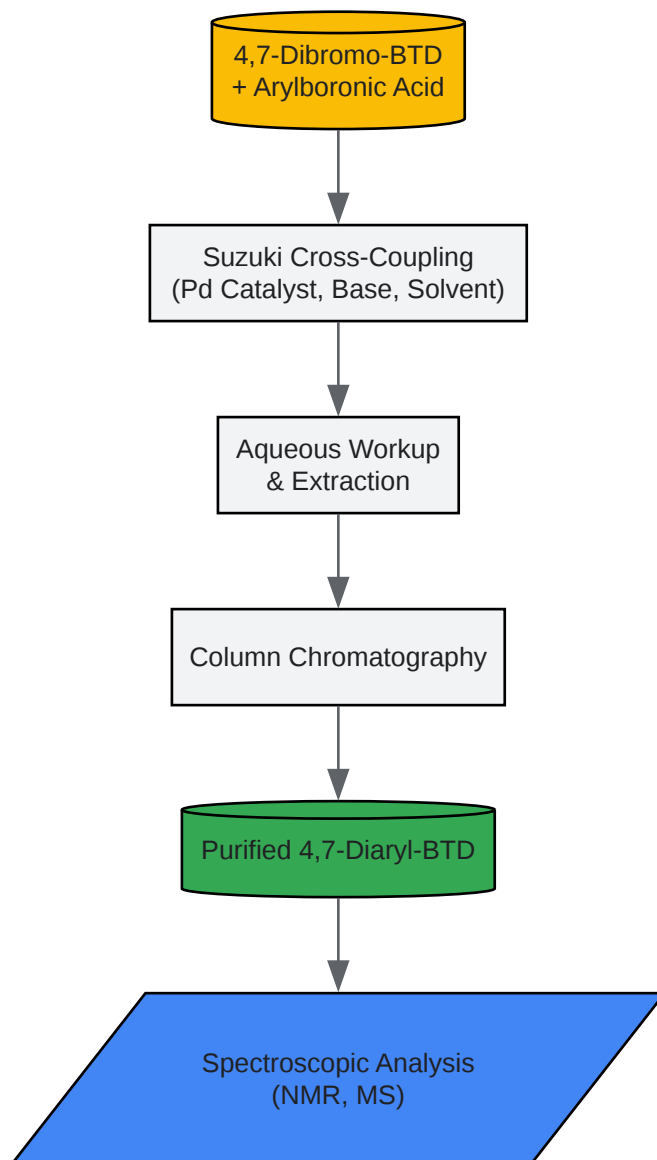 4,7-Dibromo-BTD
+ Arylboronic Acid
Suzuki Cross-Coupling
(Pd Catalyst, Base, Solvent)
Aqueous Workup
& Extraction
Column Chromatography
Purified 4,7-Diaryl-BTD
Spectroscopic Analysis
(NMR, MS)